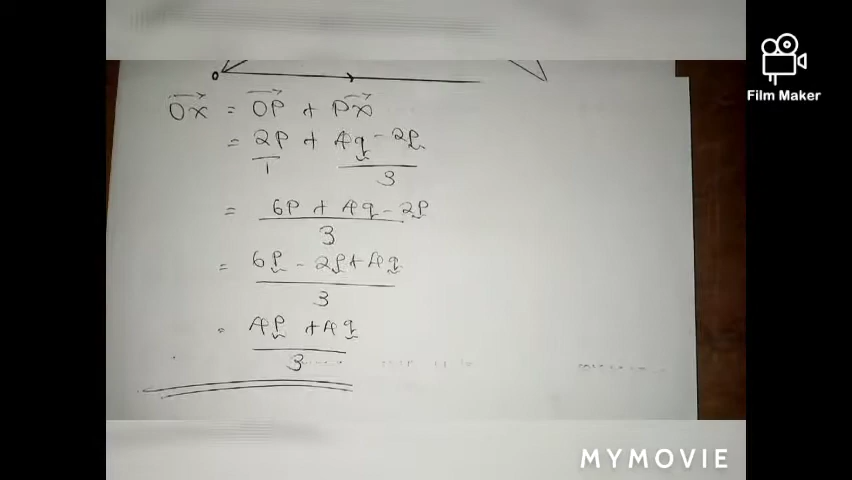 O
OX = OP + PX
= 2p/1 + (4q - 2p)/3
= (6p + 4q - 2p)/3
= (6p - 2p + 4q)/3
= (4p + 4q)/3
Film Maker
MYMOVIE